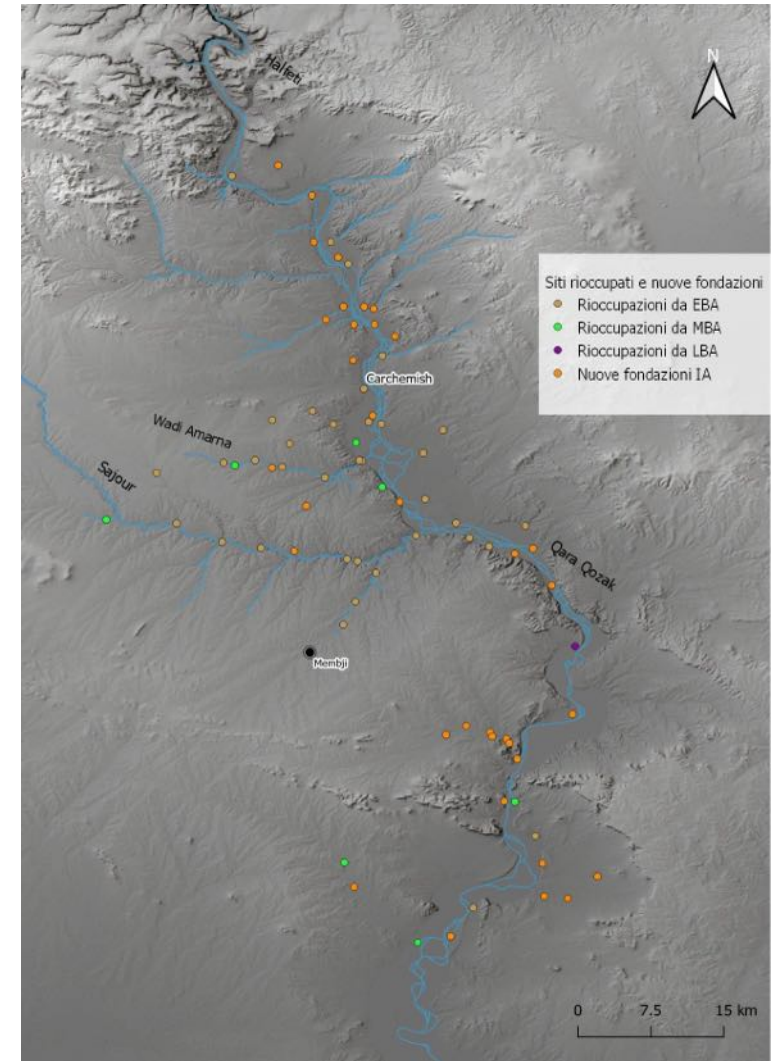 Halfeti
N
Siti rioccupati e nuove fondazioni
Rioccupazioni da EBA
Rioccupazioni da MBA
Rioccupazioni da LBA
Nuove fondazioni IA
Carchemish
Wadi Amarna
Sajour
Qara Qozak
Membji
0 7.5 15 km